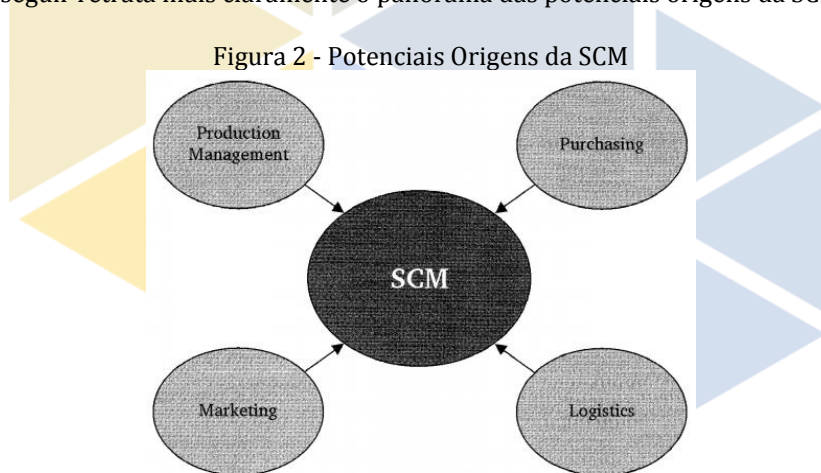 seguir retrata mais claramente o panorama das potenciais origens da SC
Figura 2 - Potenciais Origens da SCM
Production
Management
Purchasing
SCM
Marketing
Logistics